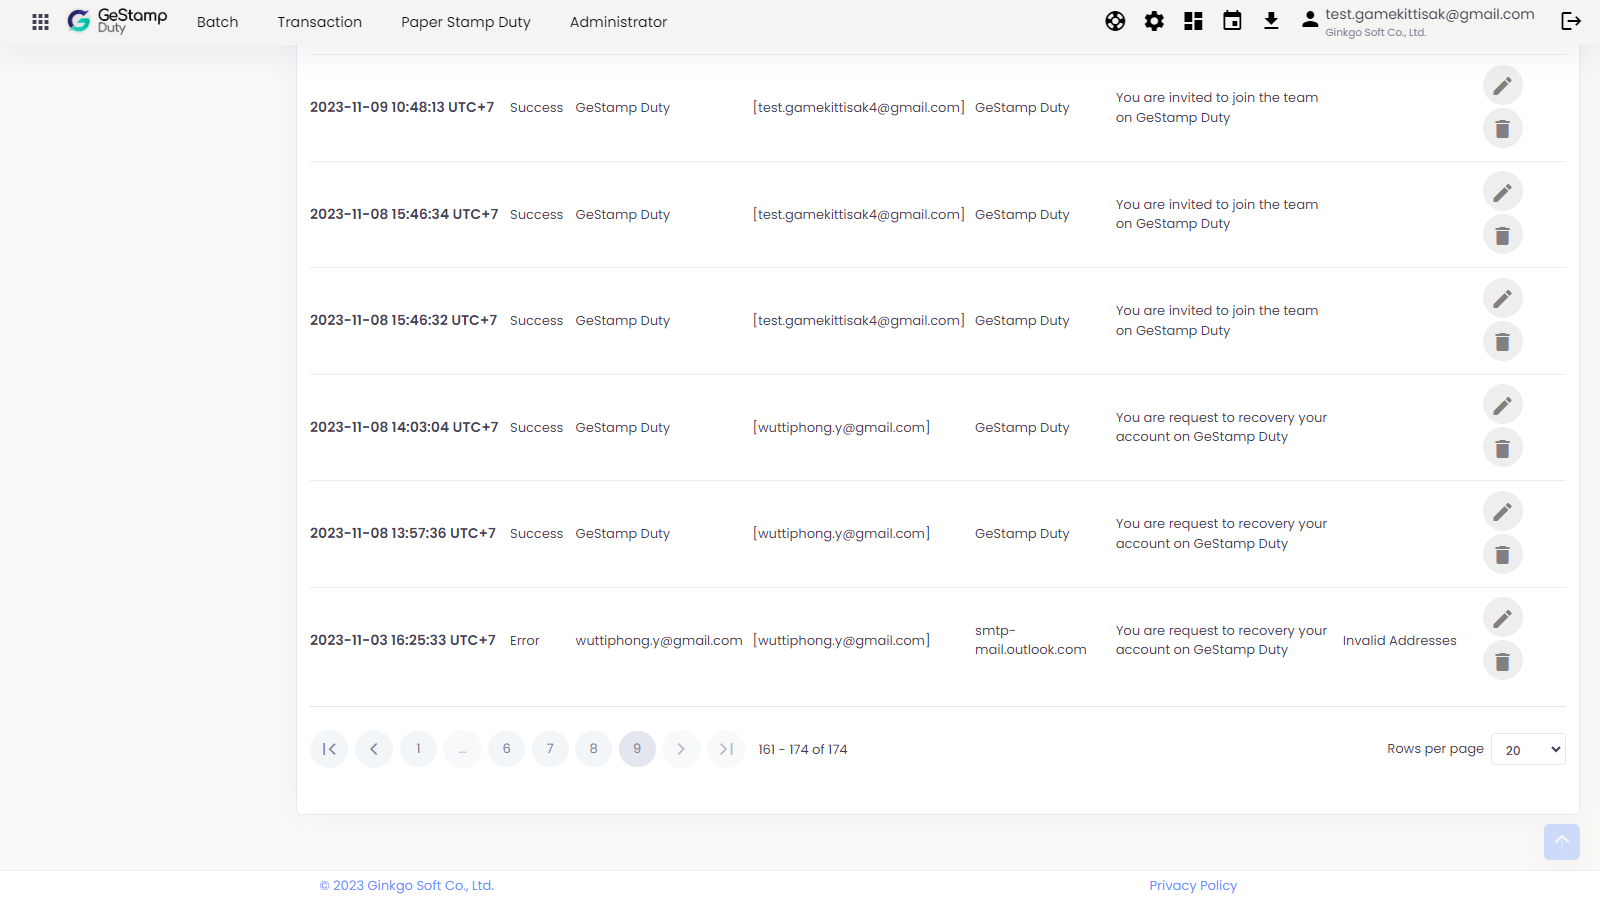 GeStamp
Duty
Batch
Transaction
Paper Stamp Duty
Administrator
test.gamekittisak@gmail.com
Ginkgo Soft Co., Ltd.
2023-11-09 10:48:13 UTC+7 Success GeStamp Duty [test.gamekittisak4@gmail.com] GeStamp Duty You are invited to join the team
on GeStamp Duty
2023-11-08 15:46:34 UTC+7 Success GeStamp Duty [test.gamekittisak4@gmail.com] GeStamp Duty You are invited to join the team
on GeStamp Duty
2023-11-08 15:46:32 UTC+7 Success GeStamp Duty [test.gamekittisak4@gmail.com] GeStamp Duty You are invited to join the team
on GeStamp Duty
2023-11-08 14:03:04 UTC+7 Success GeStamp Duty [wuttiphong.y@gmail.com] GeStamp Duty You are request to recovery your
account on GeStamp Duty
2023-11-08 13:57:36 UTC+7 Success GeStamp Duty [wuttiphong.y@gmail.com] GeStamp Duty You are request to recovery your
account on GeStamp Duty
2023-11-03 16:25:33 UTC+7 Error wuttiphong.y@gmail.com [wuttiphong.y@gmail.com] smtp-
mail.outlook.com You are request to recovery your
account on GeStamp Duty Invalid Addresses
1 ... 6 7 8 9 161 - 174 of 174 Rows per page 20
© 2023 Ginkgo Soft Co., Ltd.
Privacy Policy